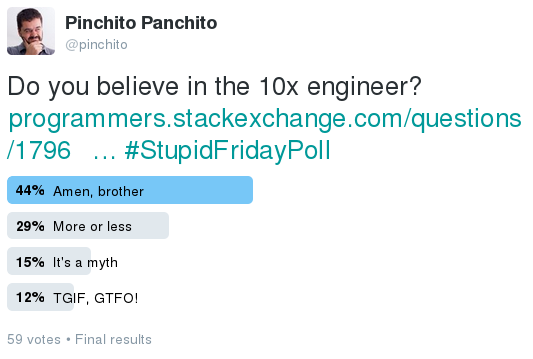 Pinchito Panchito
@pinchito
Do you believe in the 10x engineer?
programmers.stackexchange.com/questions
/1796 … #StupidFridayPoll
44% Amen, brother
29% More or less
15% It's a myth
12% TGIF, GTFO!
59 votes • Final results